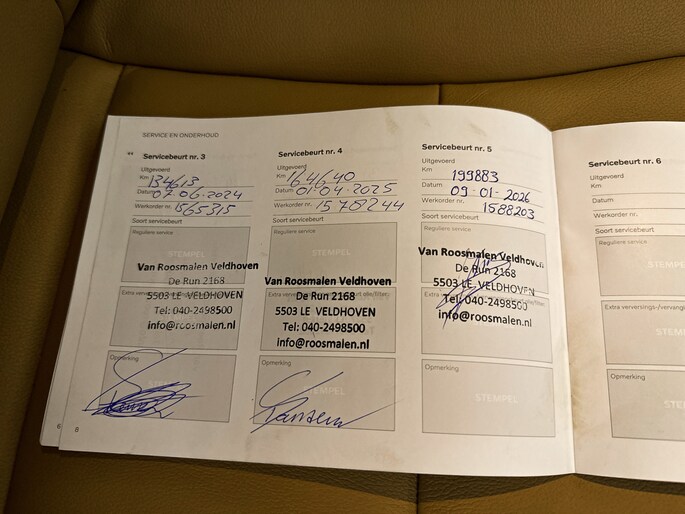 SERVICE EN ONDERHOUD
Servicebeurt nr. 3
Uitgevoerd
Km 134613
Datum 07-06-2024
Werkorder nr. 1565315
Soort servicebeurt
Reguliere service
STEMPEL
Van Roosmalen Veldhoven
De Run 2168
5503 LE VELDHOVEN
Tel: 040-2498500
info@roosmalen.nl
Opmerking
STEMPEL
8
Servicebeurt nr. 4
Uitgevoerd
Km 164640
Datum 01-04-2025
Werkorder nr. 1578244
Soort servicebeurt
Reguliere service
STEMPEL
Van Roosmalen Veldhoven
De Run 2168
5503 LE VELDHOVEN
Tel: 040-2498500
info@roosmalen.nl
Opmerking
STEMPEL
Servicebeurt nr. 5
Uitgevoerd
Km 199883
Datum 09-01-2026
Werkorder nr. 1588203
Soort servicebeurt
Reguliere service
Van Roosmalen Veldhoven
De Run 2168
5503 LE VELDHOVEN
Tel: 040-2498500
info@roosmalen.nl
Opmerking
STEMPEL
Servicebeurt nr. 6
Uitgevoerd
Km
Datum
Werkorder nr.
Soort servicebeurt
Reguliere service
Extra verversings-/vervangi
Opmerking
6